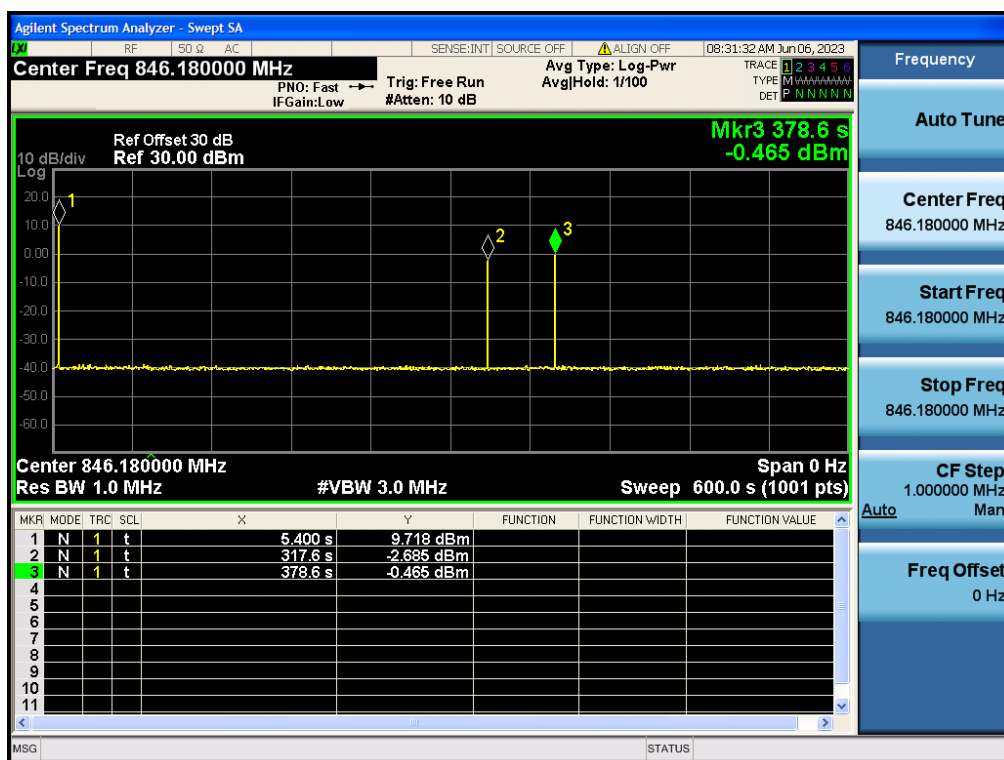 Agilent Spectrum Analyzer - Swept SA
LXI RF 50 Ω AC SENSE:INT SOURCE OFF ALIGN OFF 08:31:32 AM Jun 06, 2023
Center Freq 846.180000 MHz
PNO: Fast
IFGain:Low
Trig: Free Run
#Atten: 10 dB
Avg Type: Log-Pwr
Avg|Hold: 1/100
TRACE 1 2 3 4 5 6
TYPE M WWWWW
DET P N N N N N
Ref Offset 30 dB
10 dB/div Ref 30.00 dBm
Log
Mkr3 378.6 s
-0.465 dBm
20.0
10.0
0.00
-10.0
-20.0
-30.0
-40.0
-50.0
-60.0
1
2
3
Center 846.180000 MHz Span 0 Hz
Res BW 1.0 MHz #VBW 3.0 MHz Sweep 600.0 s (1001 pts)
MKR MODE TRC SCL X Y FUNCTION FUNCTION WIDTH FUNCTION VALUE
1 N 1 t 5.400 s 9.718 dBm
2 N 1 t 317.6 s -2.685 dBm
3 N 1 t 378.6 s -0.465 dBm
4
5
6
7
8
9
10
11
MSG STATUS
Frequency
Auto Tune
Center Freq
846.180000 MHz
Start Freq
846.180000 MHz
Stop Freq
846.180000 MHz
CF Step
1.000000 MHz
Auto Man
Freq Offset
0 Hz